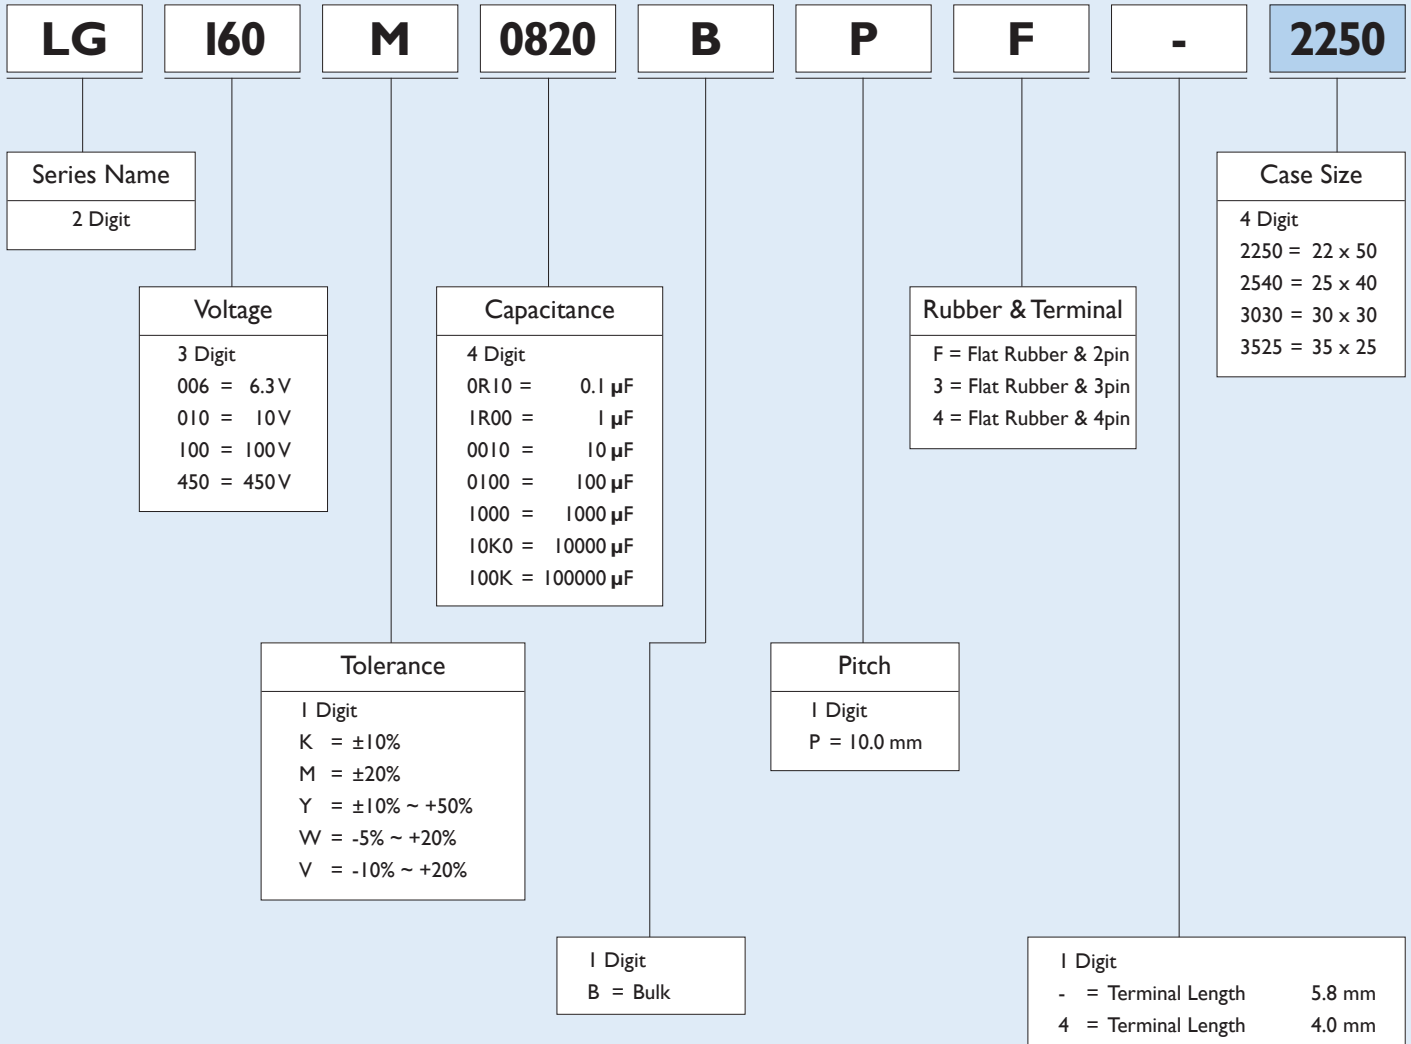 LG 160 M 0820 B P F - 2250
Series Name
2 Digit
Case Size
4 Digit
2250 = 22 x 50
2540 = 25 x 40
3030 = 30 x 30
3525 = 35 x 25
Voltage
3 Digit
006 = 6.3 V
010 = 10 V
100 = 100 V
450 = 450 V
Capacitance
4 Digit
0R10 = 0.1 µF
1R00 = 1 µF
0010 = 10 µF
0100 = 100 µF
1000 = 1000 µF
10K0 = 10000 µF
100K = 100000 µF
Rubber & Terminal
F = Flat Rubber & 2pin
3 = Flat Rubber & 3pin
4 = Flat Rubber & 4pin
Tolerance
1 Digit
K = ±10%
M = ±20%
Y = ±10% ~ +50%
W = -5% ~ +20%
V = -10% ~ +20%
Pitch
1 Digit
P = 10.0 mm
1 Digit
B = Bulk
1 Digit
- = Terminal Length 5.8 mm
4 = Terminal Length 4.0 mm